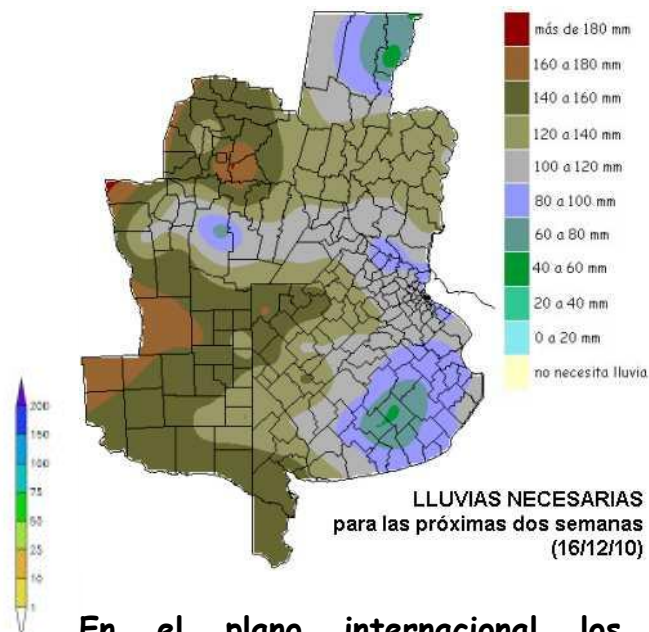 más de 180 mm
160 a 180 mm
140 a 160 mm
120 a 140 mm
100 a 120 mm
80 a 100 mm
60 a 80 mm
40 a 60 mm
20 a 40 mm
0 a 20 mm
no necesita lluvia
200
150
100
75
50
25
10
1
LLUVIAS NECESARIAS
para las próximas dos semanas
(16/12/10)
En el plano internacional los